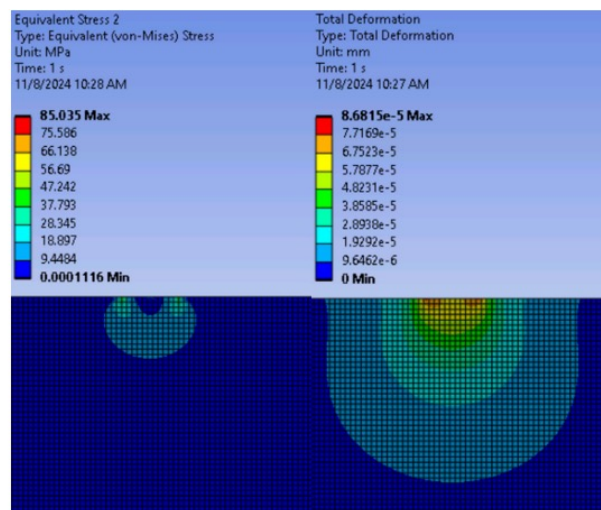 Equivalent Stress 2
Type: Equivalent (von-Mises) Stress
Unit: MPa
Time: 1 s
11/8/2024 10:28 AM
85.035 Max
75.586
66.138
56.69
47.242
37.793
28.345
18.897
9.4484
0.0001116 Min
Total Deformation
Type: Total Deformation
Unit: mm
Time: 1 s
11/8/2024 10:27 AM
8.6815e-5 Max
7.7169e-5
6.7523e-5
5.7877e-5
4.8231e-5
3.8585e-5
2.8938e-5
1.9292e-5
9.6462e-6
0 Min